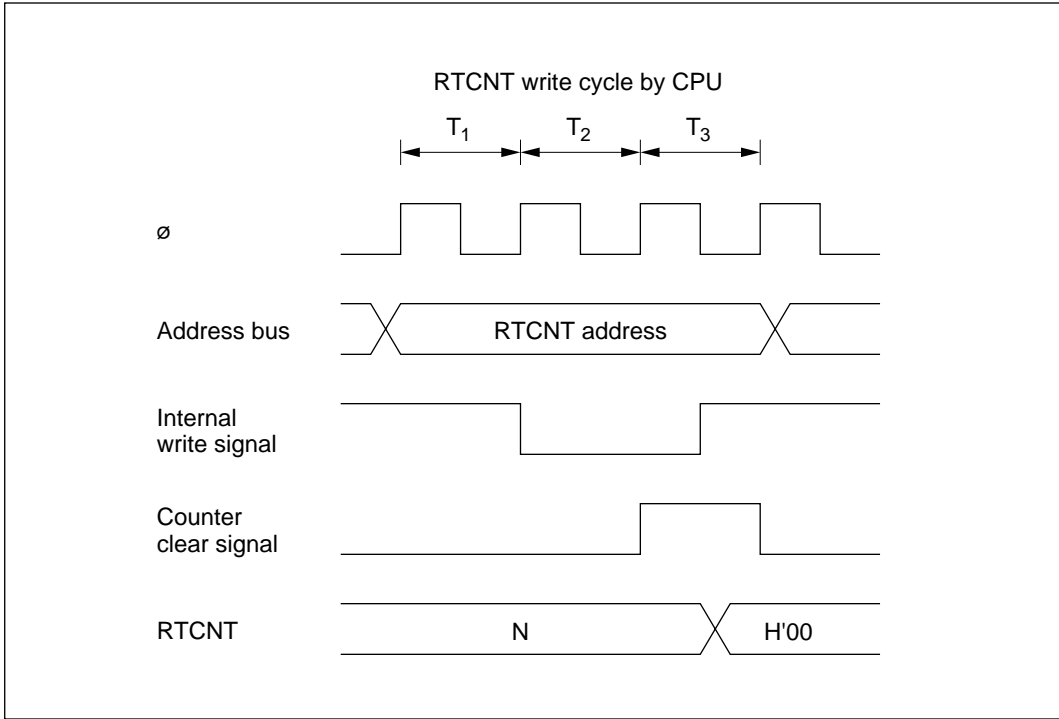 RTCNT write cycle by CPU
T1 T2 T3
ø
Address bus RTCNT address
Internal
write signal
Counter
clear signal
RTCNT N H'00